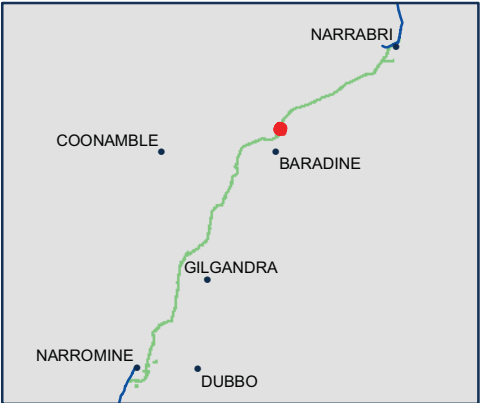 NARRABRI
COONAMBLE
BARADINE
GILGANDRA
NARROMINE
DUBBO